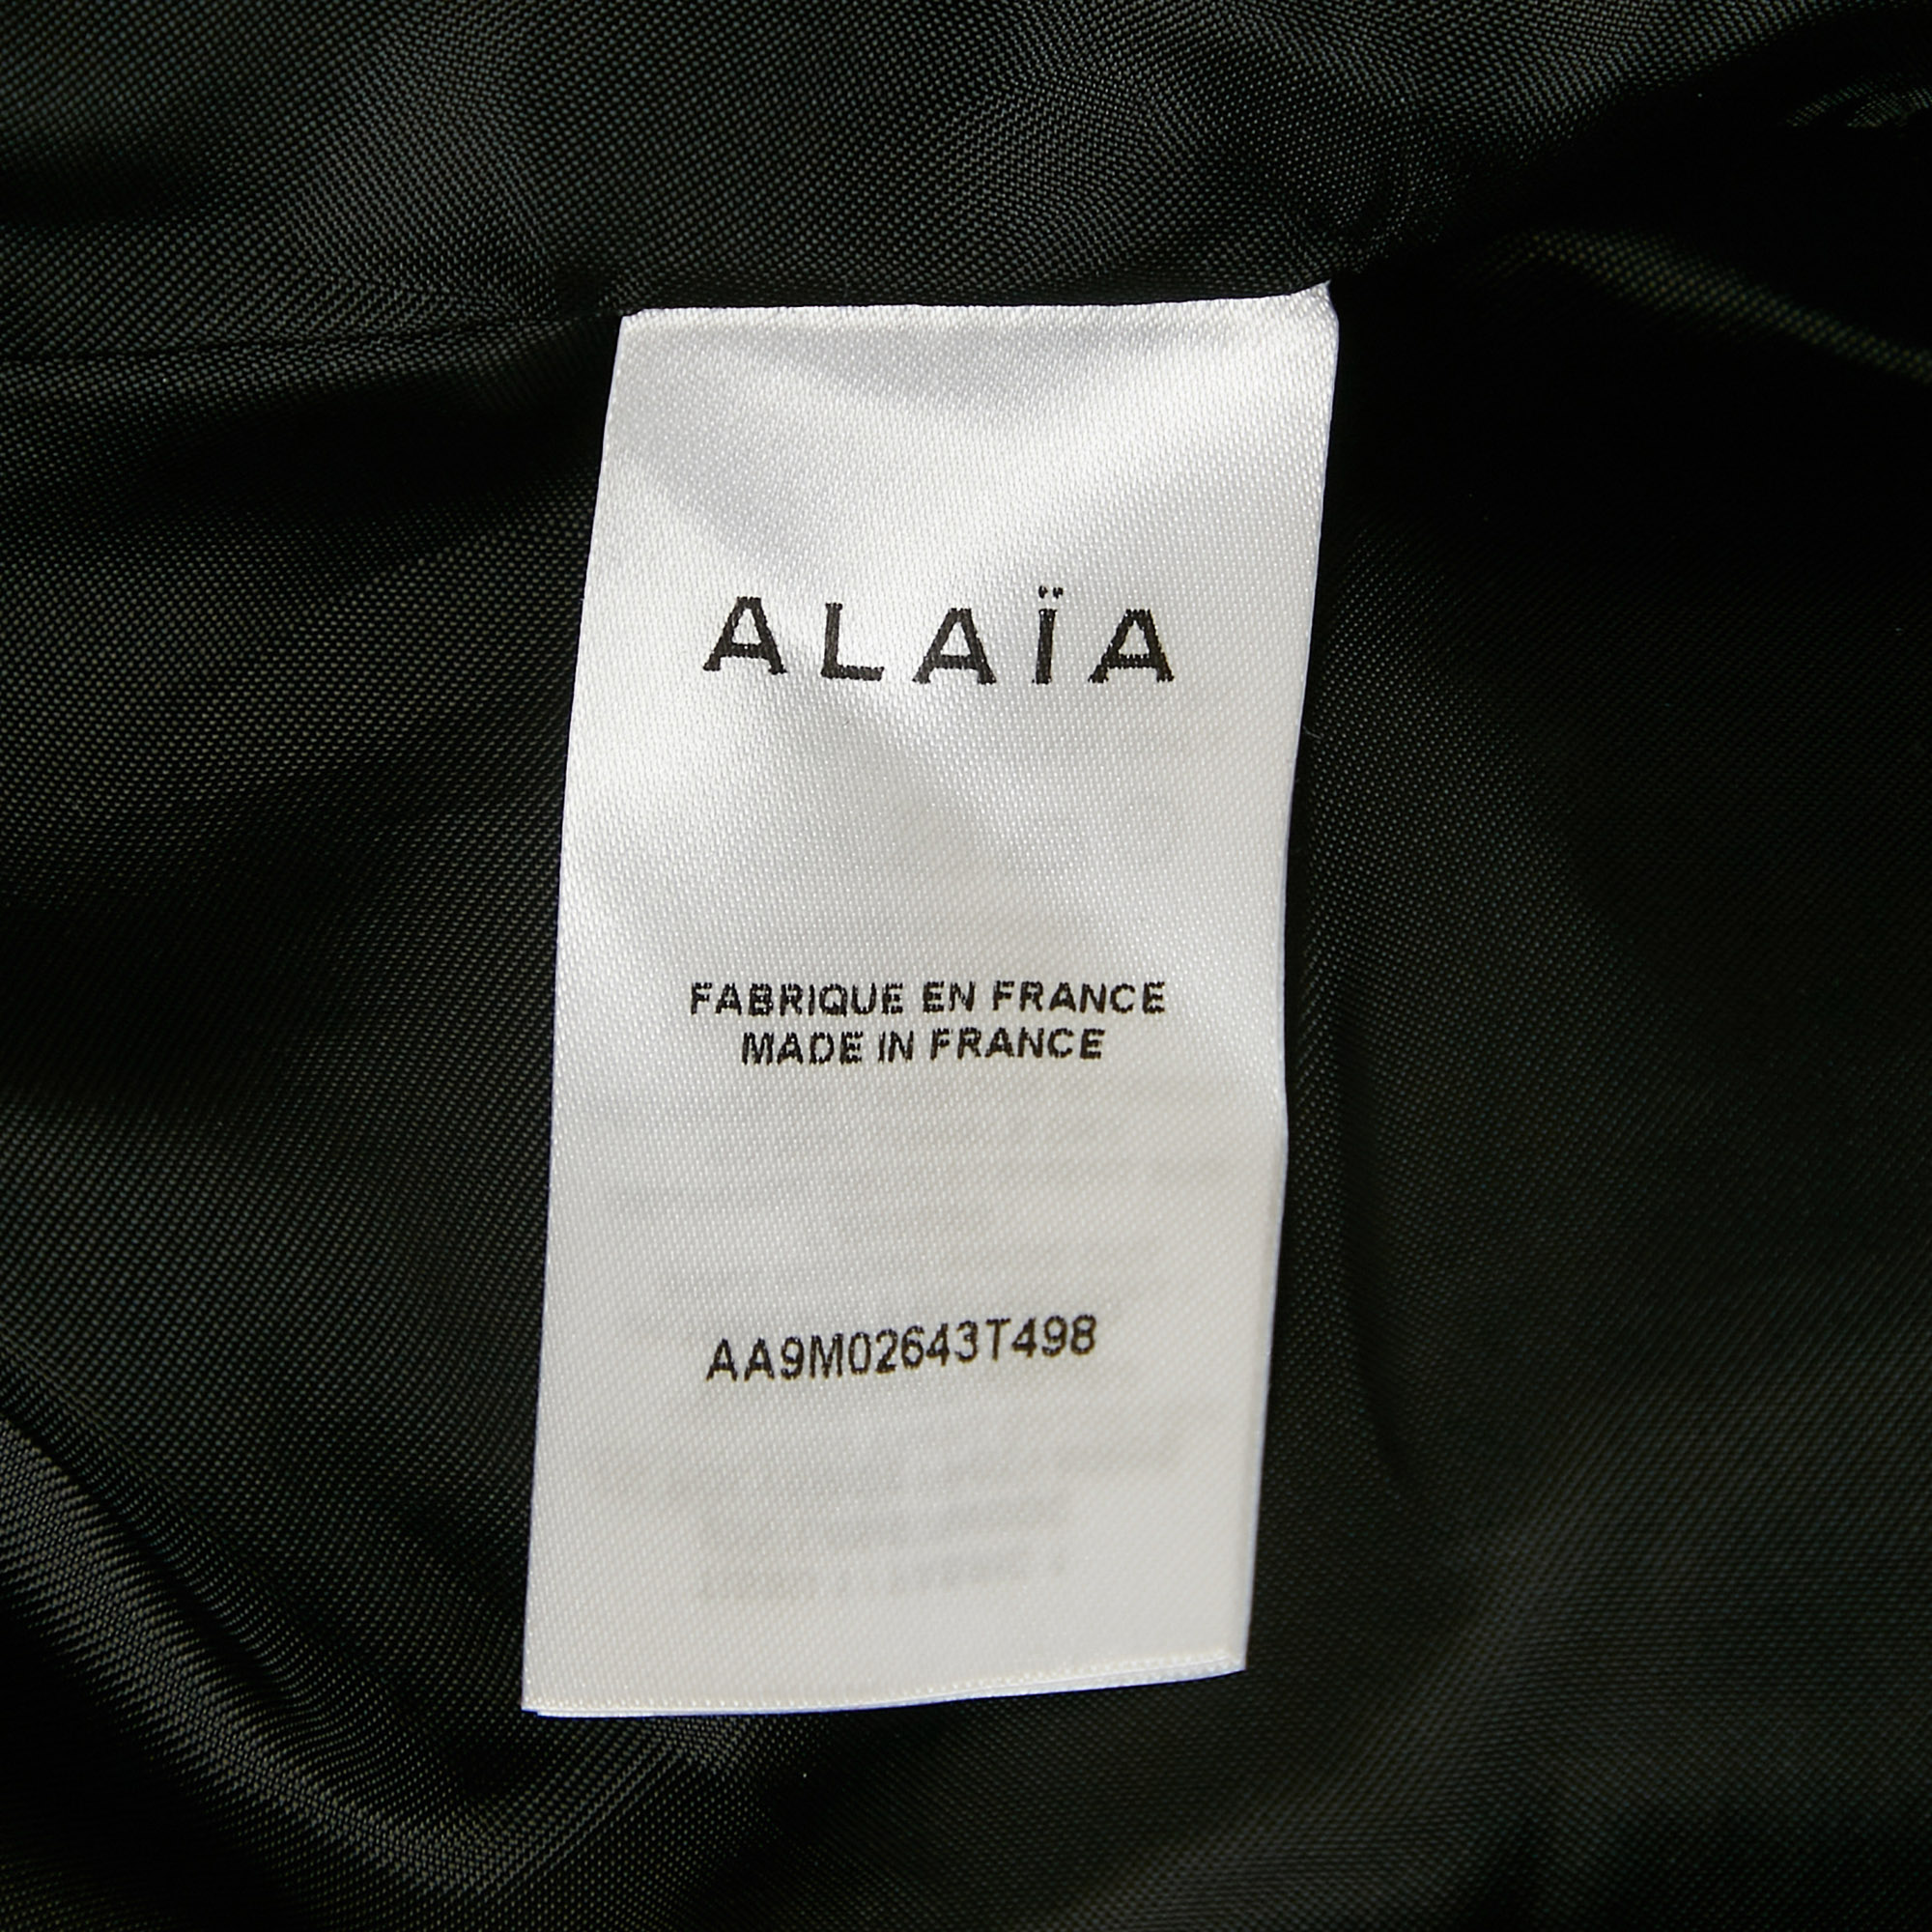 ALAÏA
FABRIQUE EN FRANCE
MADE IN FRANCE
AA9M02643T498